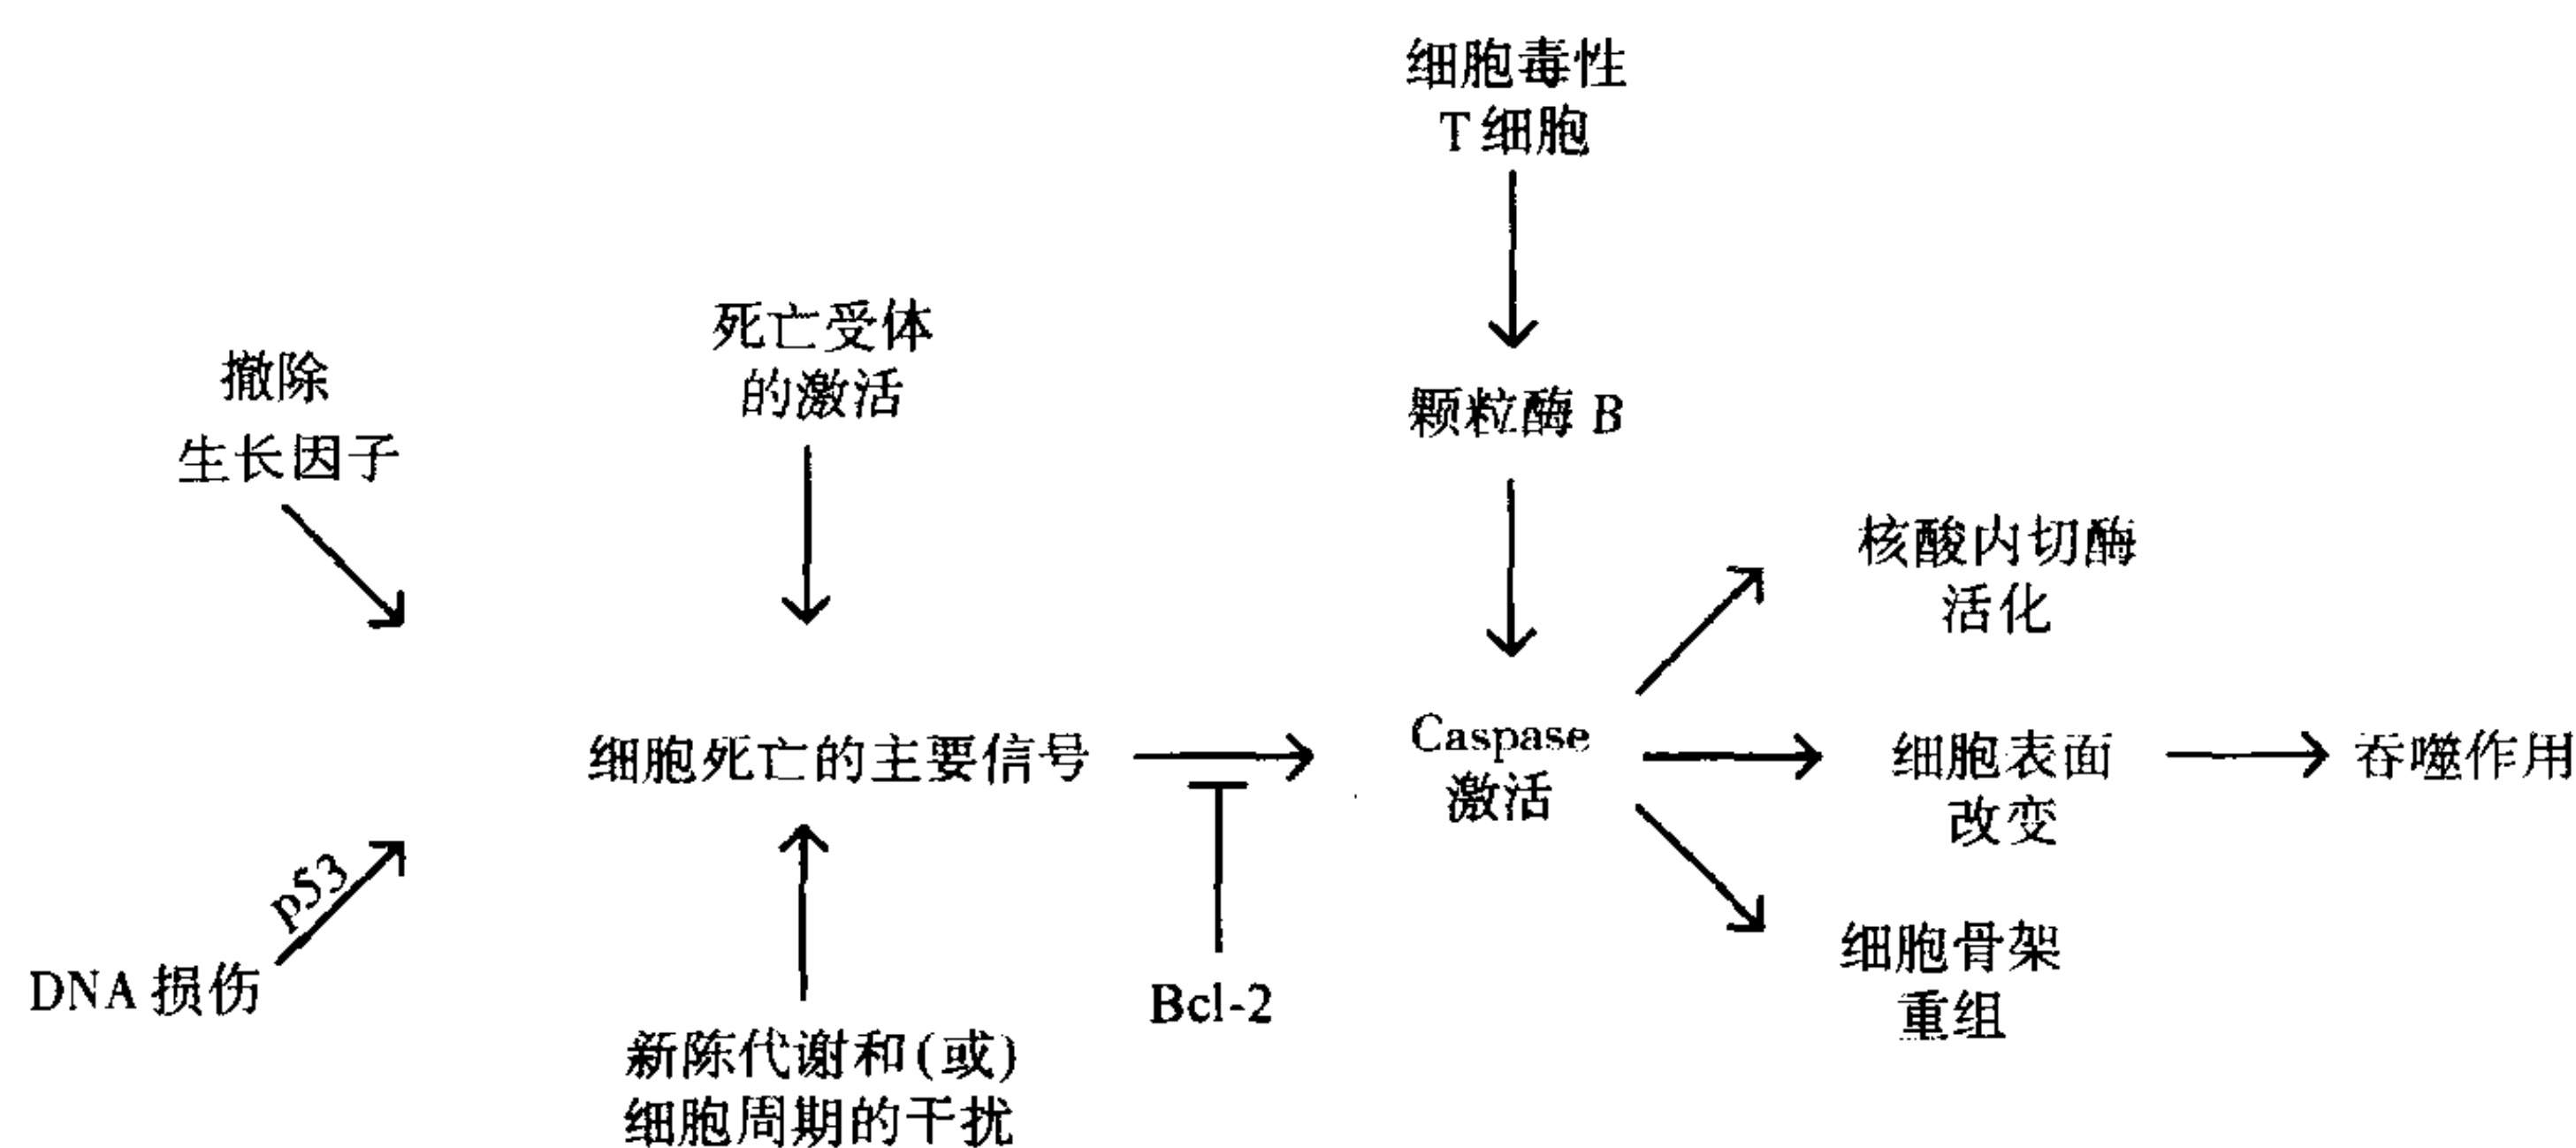 细胞毒性
T细胞
死亡受体
的激活
撤除
生长因子
颗粒酶 B
核酸内切酶
活化
细胞死亡的主要信号
Caspase
激活
细胞表面
改变
吞噬作用
p53
DNA 损伤
Bcl-2
细胞骨架
重组
新陈代谢和(或)
细胞周期的干扰